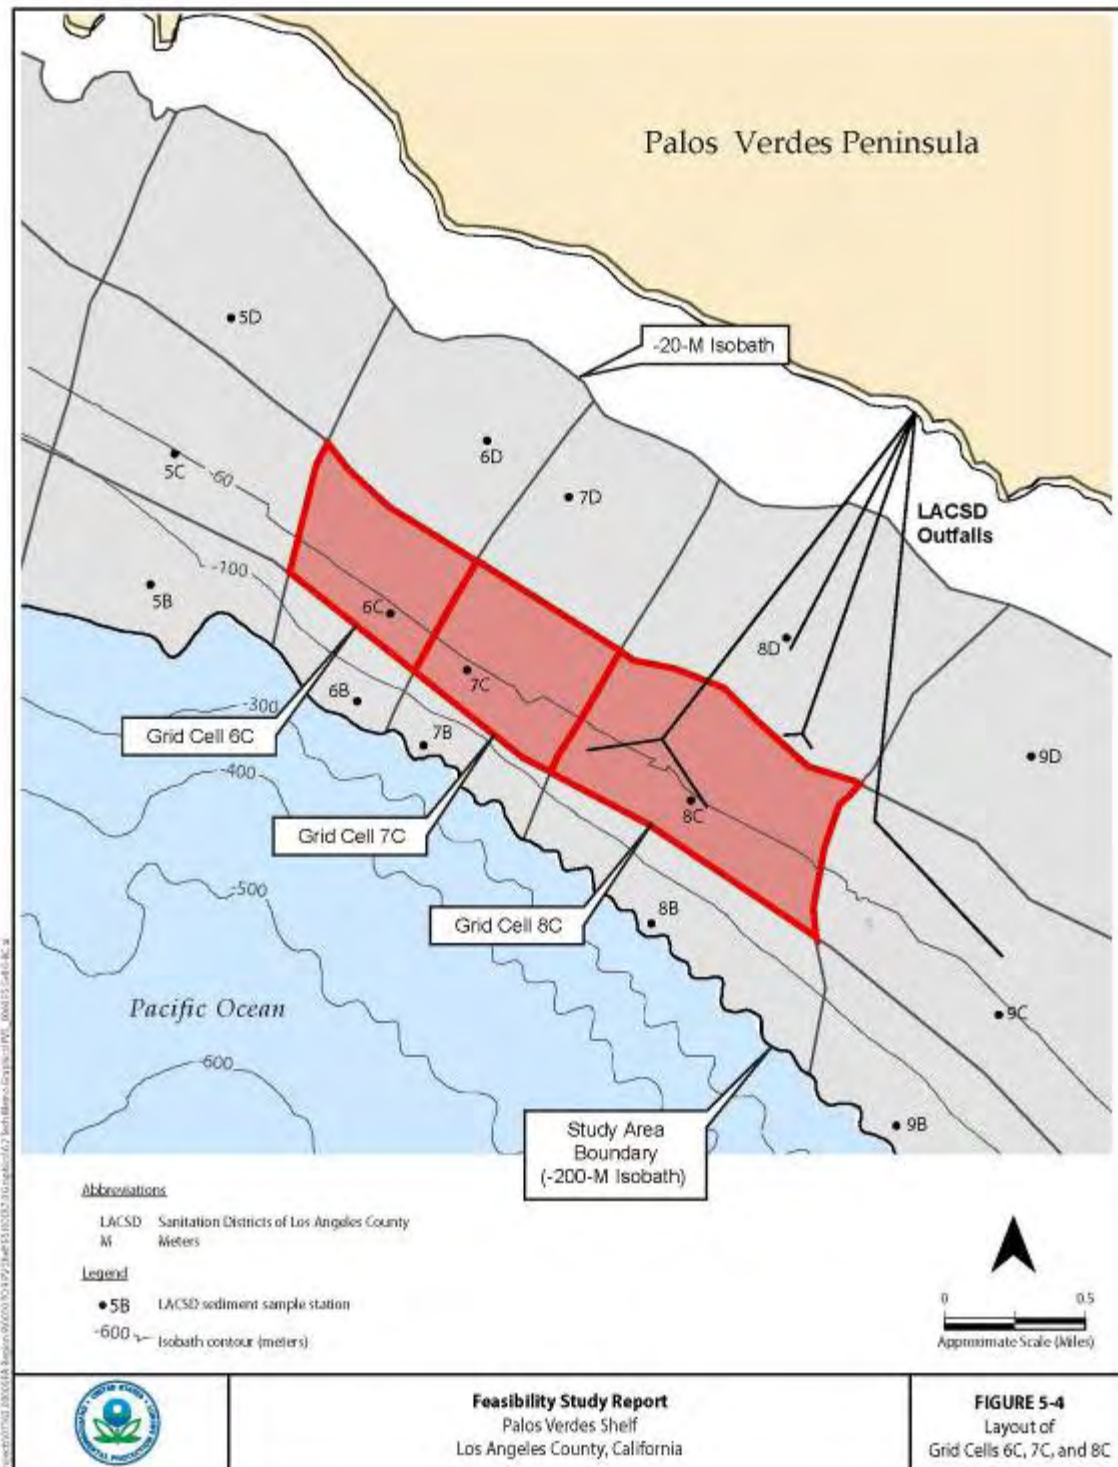 Palos Verdes Peninsula
5D
-20-M Isobath
6D
5C
-60
7D
LACSD
Outfalls
-100
5B
6C
8D
7C
6B
-300
Grid Cell 6C
7B
9D
-400
8C
Grid Cell 7C
-500
8B
Grid Cell 8C
Pacific Ocean
9C
-600
9B
Study Area
Boundary
(-200-M Isobath)
Abbreviations
LACSD Sanitation Districts of Los Angeles County
M Meters
Legend
5B LACSD sediment sample station
-600 Isobath contour (meters)
0 0.5
Approximate Scale (Miles)
Feasibility Study Report
Palos Verdes Shelf
Los Angeles County, California
FIGURE 5-4
Layout of
Grid Cells 6C, 7C, and 8C